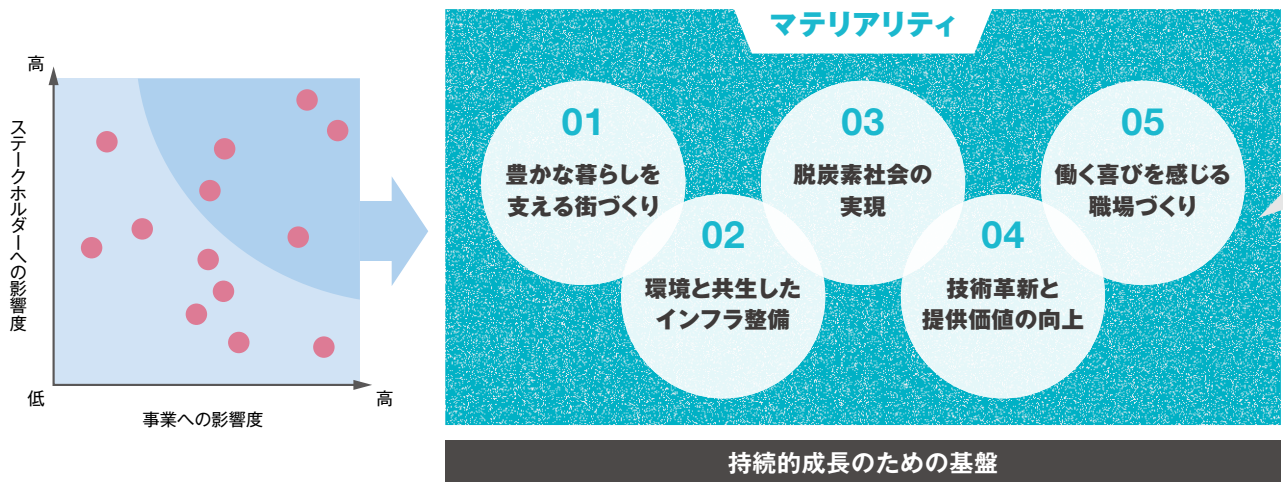 高
ステークホルダーへの影響度
低
事業への影響度
高
マテリアリティ
01
豊かな暮らしを
支える街づくり
02
環境と共生した
インフラ整備
03
脱炭素社会の
実現
04
技術革新と
提供価値の向上
05
働く喜びを感じる
職場づくり
持続的成長のための基盤